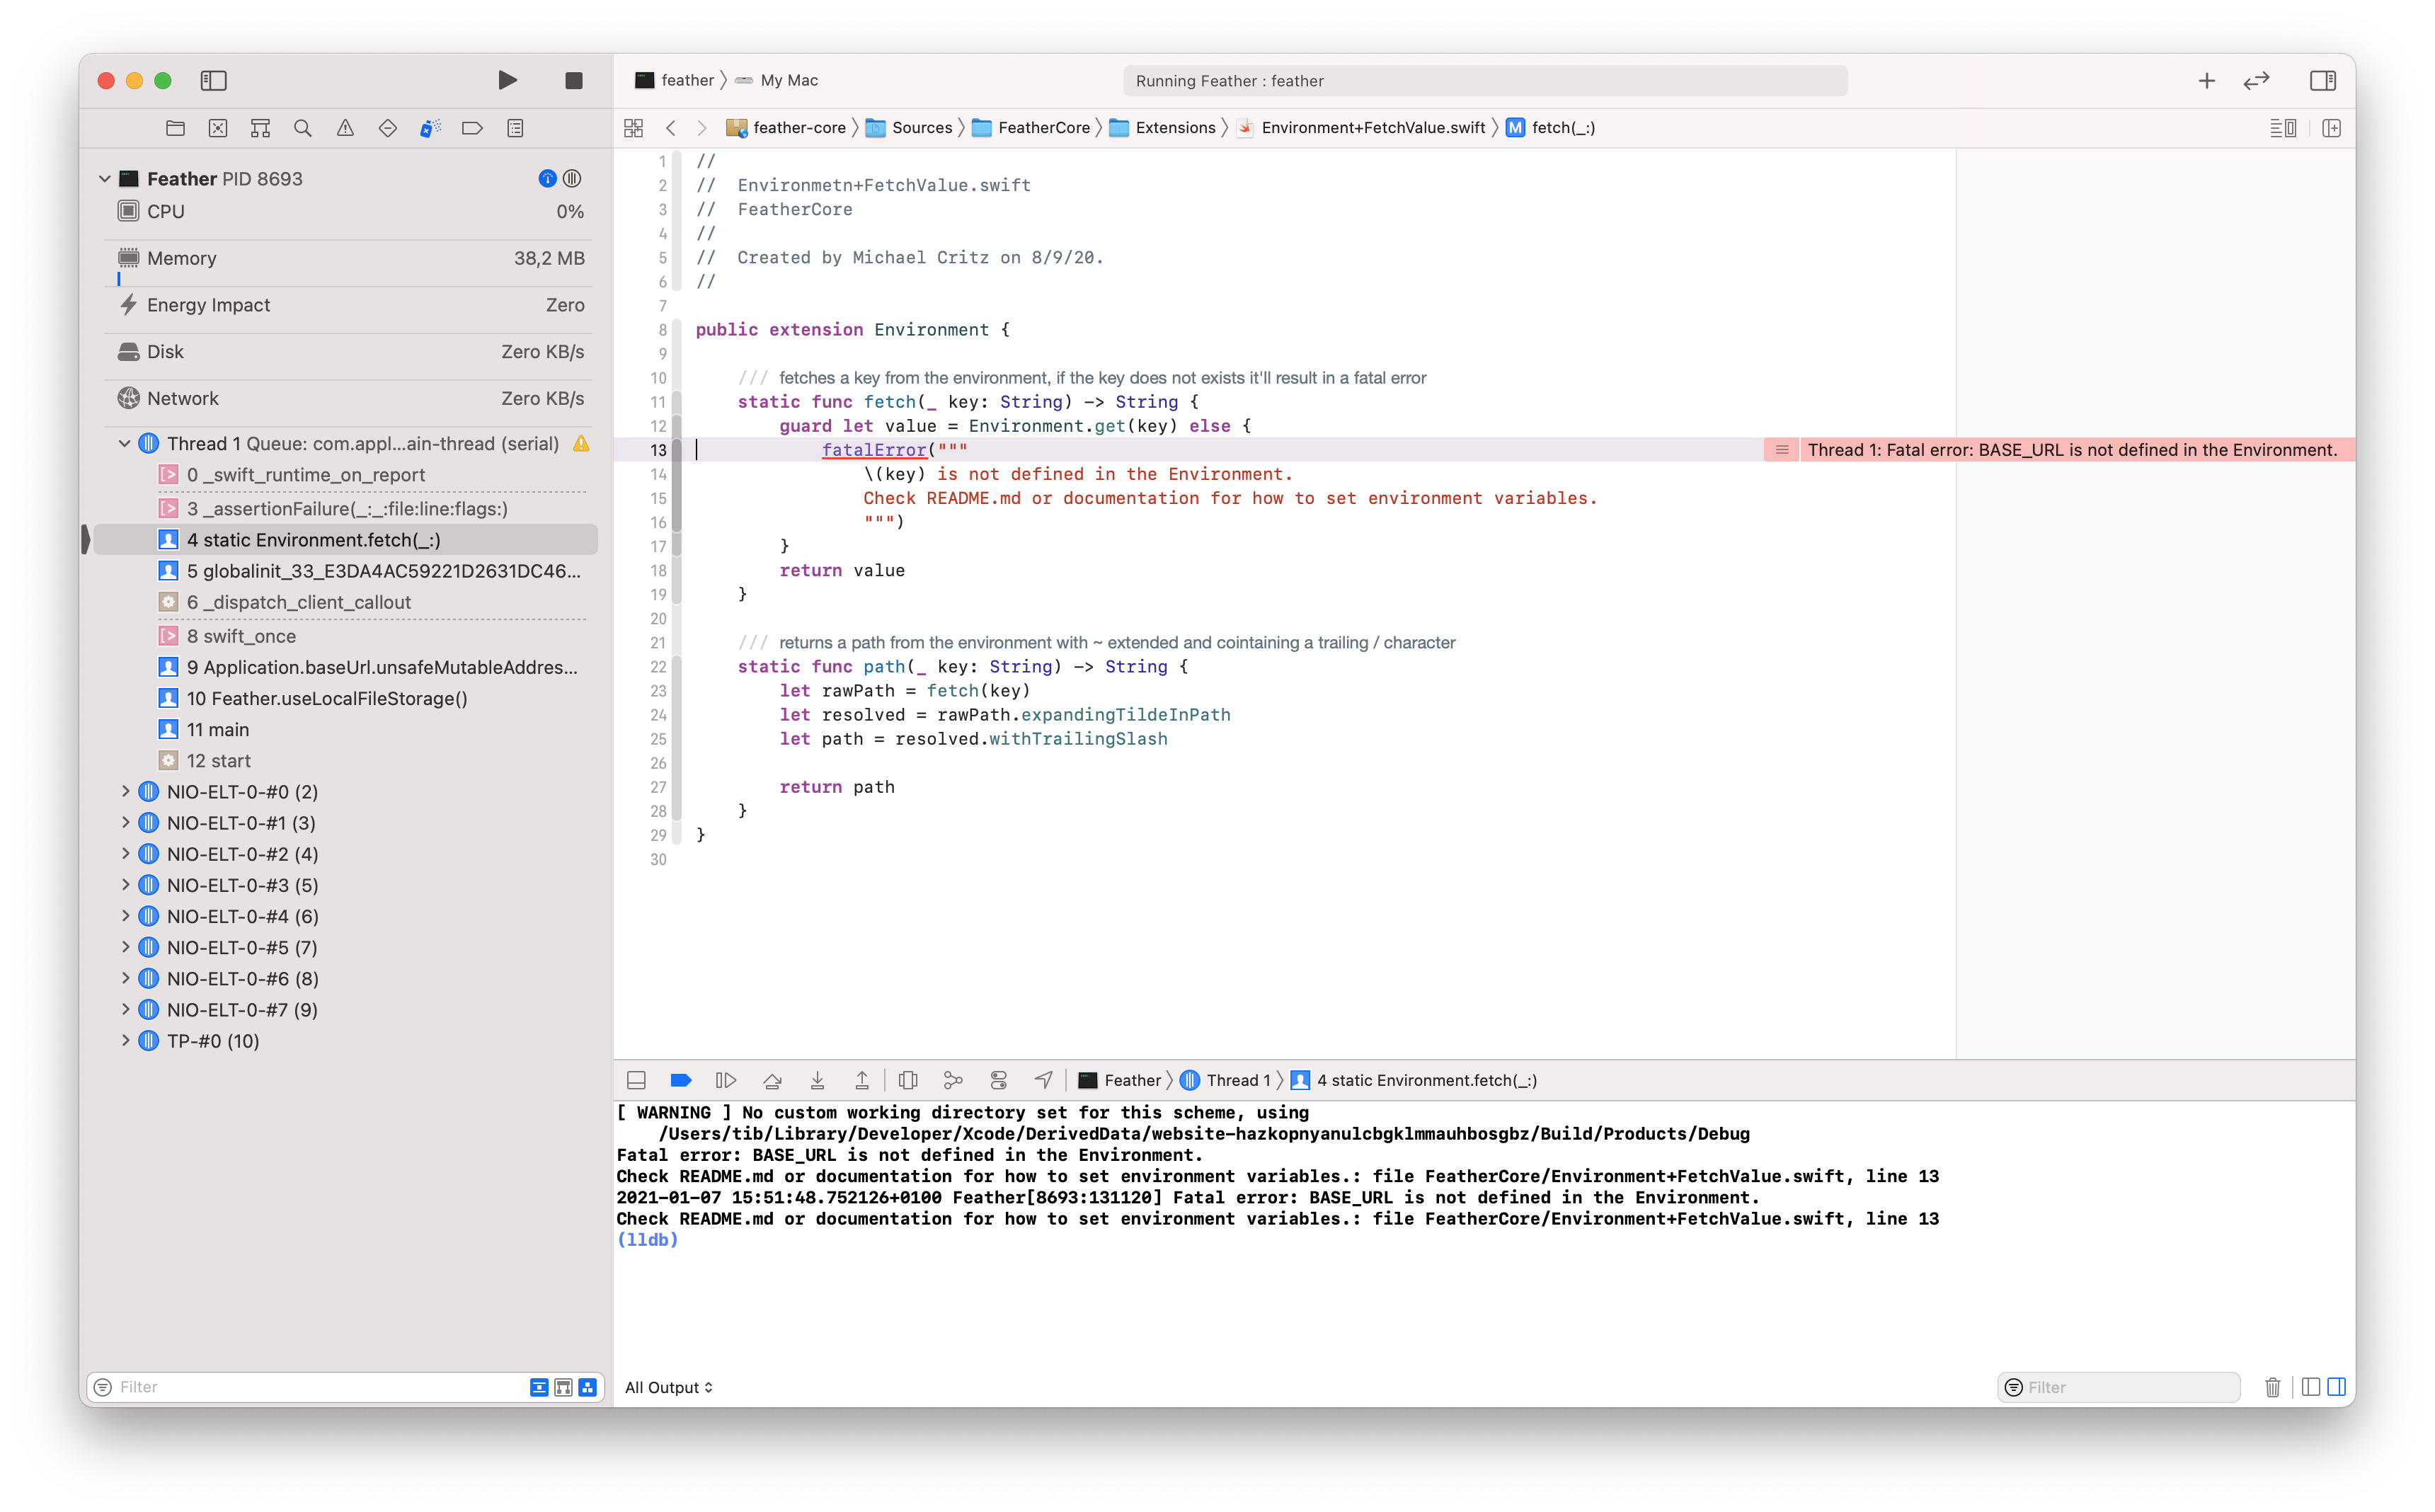 feather
My Mac
Running Feather : feather
feather-core
Sources
FeatherCore
Extensions
Environment+FetchValue.swift
M
fetch(_:)
Feather PID 8693
CPU
0%
Memory
38,2 MB
Energy Impact
Zero
Disk
Zero KB/s
Network
Zero KB/s
Thread 1 Queue: com.appl...ain-thread (serial)
0 _swift_runtime_on_report
3 _assertionFailure(_:_:file:line:flags:)
4 static Environment.fetch(_:)
5 globalinit_33_E3DA4AC59221D2631DC46...
6 _dispatch_client_callout
8 swift_once
9 Application.baseUrl.unsafeMutableAddres...
10 Feather.useLocalFileStorage()
11 main
12 start
NIO-ELT-0-#0 (2)
NIO-ELT-0-#1 (3)
NIO-ELT-0-#2 (4)
NIO-ELT-0-#3 (5)
NIO-ELT-0-#4 (6)
NIO-ELT-0-#5 (7)
NIO-ELT-0-#6 (8)
NIO-ELT-0-#7 (9)
TP-#0 (10)
Filter
1 //
2 //  Environmetn+FetchValue.swift
3 //  FeatherCore
4 //
5 //  Created by Michael Critz on 8/9/20.
6 //
7
8 public extension Environment {
9
10     /// fetches a key from the environment, if the key does not exists it'll result in a fatal error
11     static func fetch(_ key: String) -> String {
12         guard let value = Environment.get(key) else {
13             fatalError("""
Thread 1: Fatal error: BASE_URL is not defined in the Environment.
14                 \(key) is not defined in the Environment.
15                 Check README.md or documentation for how to set environment variables.
16                 """)
17         }
18         return value
19     }
20
21     /// returns a path from the environment with ~ extended and cointaining a trailing / character
22     static func path(_ key: String) -> String {
23         let rawPath = fetch(key)
24         let resolved = rawPath.expandingTildeInPath
25         let path = resolved.withTrailingSlash
26
27         return path
28     }
29 }
30
Feather
Thread 1
4 static Environment.fetch(_:)
[ WARNING ] No custom working directory set for this scheme, using
/Users/tib/Library/Developer/Xcode/DerivedData/website-hazkopnyanulcbgklmmauhbosgbz/Build/Products/Debug
Fatal error: BASE_URL is not defined in the Environment.
Check README.md or documentation for how to set environment variables.: file FeatherCore/Environment+FetchValue.swift, line 13
2021-01-07 15:51:48.752126+0100 Feather[8693:131120] Fatal error: BASE_URL is not defined in the Environment.
Check README.md or documentation for how to set environment variables.: file FeatherCore/Environment+FetchValue.swift, line 13
(lldb)
All Output
Filter